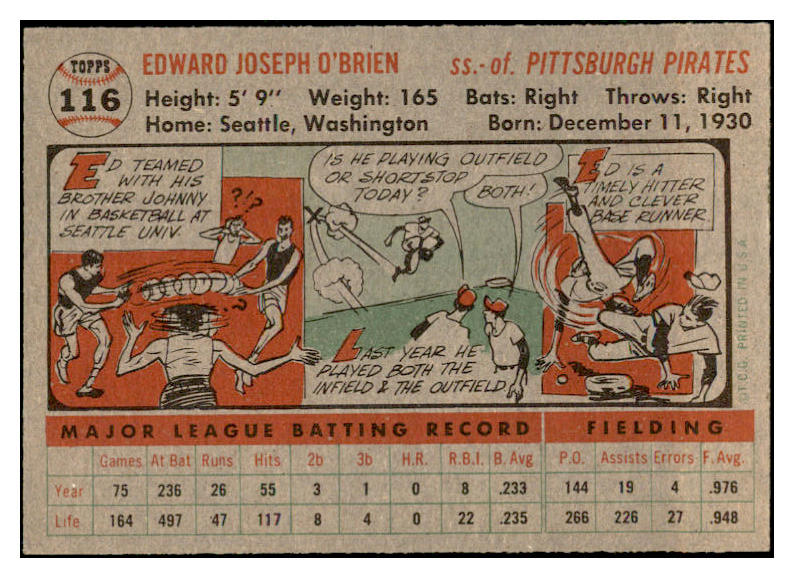 TOPPS
116
EDWARD JOSEPH O'BRIEN ss.-of. PITTSBURGH PIRATES
Height: 5' 9" Weight: 165 Bats: Right Throws: Right
Home: Seattle, Washington Born: December 11, 1930
ED TEAMED
WITH HIS
BROTHER JOHNNY
IN BASKETBALL AT
SEATTLE UNIV.
?!?
?
IS HE PLAYING OUTFIELD
OR SHORTSTOP
TODAY?
BOTH!
LAST YEAR HE
PLAYED BOTH THE
INFIELD & THE OUTFIELD
ED IS A
TIMELY HITTER
AND CLEVER
BASE RUNNER.
T.C.G. PRINTED IN U.S.A.
MAJOR LEAGUE BATTING RECORD FIELDING
Games At Bat Runs Hits 2b 3b H.R. R.B.I. B. Avg P.O. Assists Errors F. Avg.
Year 75 236 26 55 3 1 0 8 .233 144 19 4 .976
Life 164 497 47 117 8 4 0 22 .235 266 226 27 .948